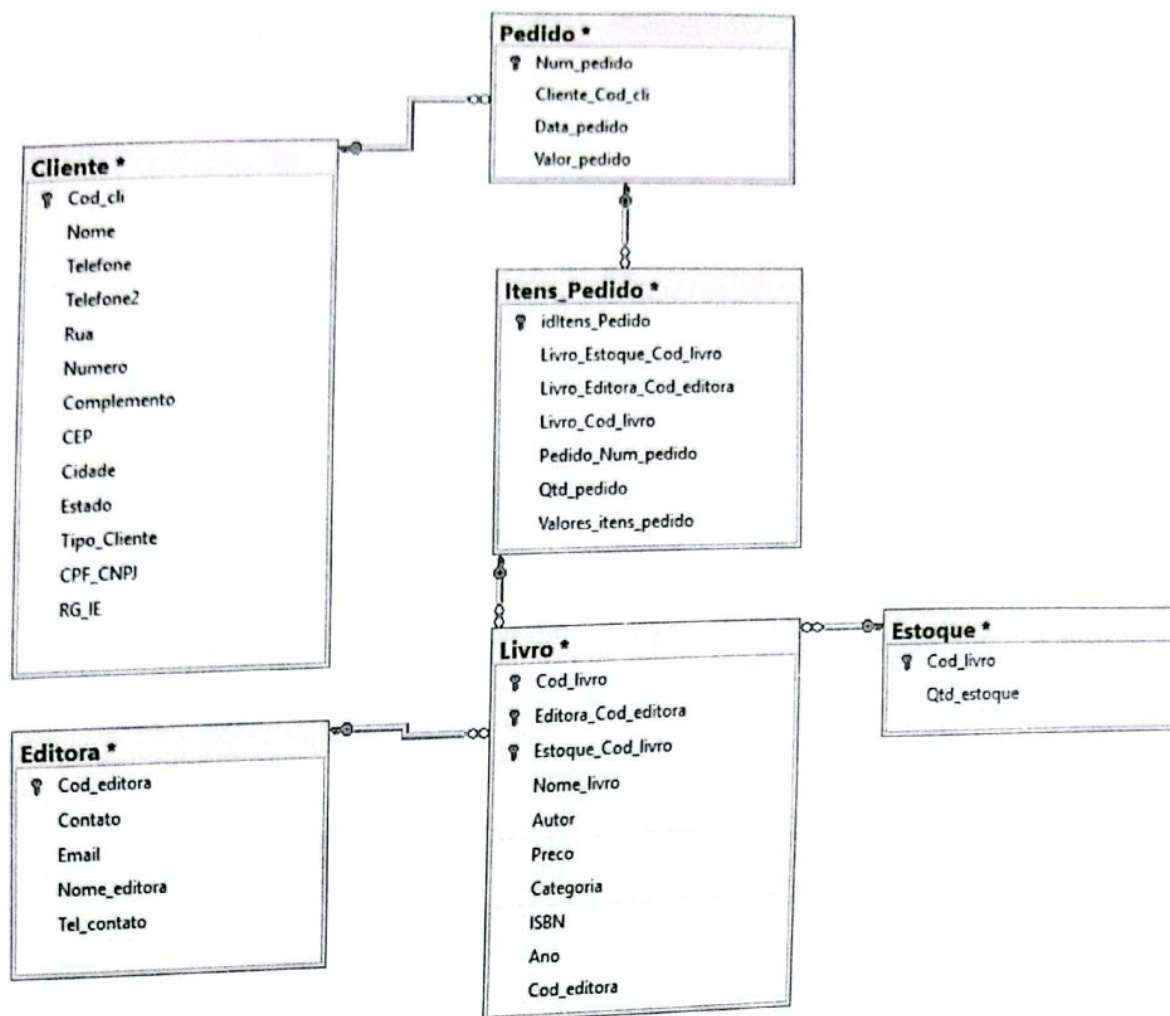 Pedido *
Num_pedido
Cliente_Cod_cli
Data_pedido
Valor_pedido
Cliente *
Cod_cli
Nome
Telefone
Telefone2
Rua
Numero
Complemento
CEP
Cidade
Estado
Tipo_Cliente
CPF_CNPJ
RG_IE
Itens_Pedido *
idItens_Pedido
Livro_Estoque_Cod_livro
Livro_Editora_Cod_editora
Livro_Cod_livro
Pedido_Num_pedido
Qtd_pedido
Valores_itens_pedido
Livro *
Cod_livro
Editora_Cod_editora
Estoque_Cod_livro
Nome_livro
Autor
Preco
Categoria
ISBN
Ano
Cod_editora
Estoque *
Cod_livro
Qtd_estoque
Editora *
Cod_editora
Contato
Email
Nome_editora
Tel_contato